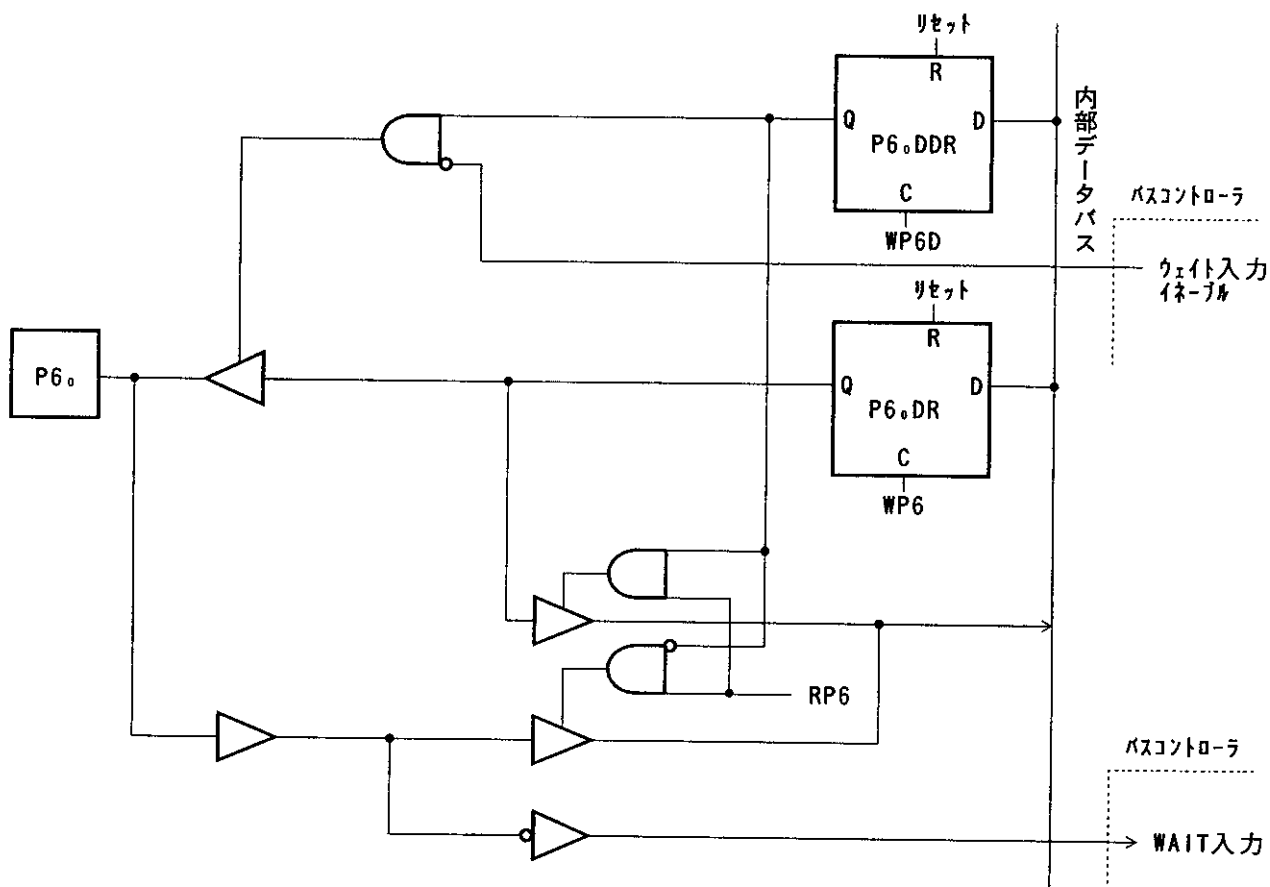 リセット
R
Q
D
P6₀DDR
C
WP6D
内部データバス
バスコントローラ
ウェイト入力
イネーブル
リセット
R
P6₀
Q
D
P6₀DR
C
WP6
RP6
バスコントローラ
WAIT入力